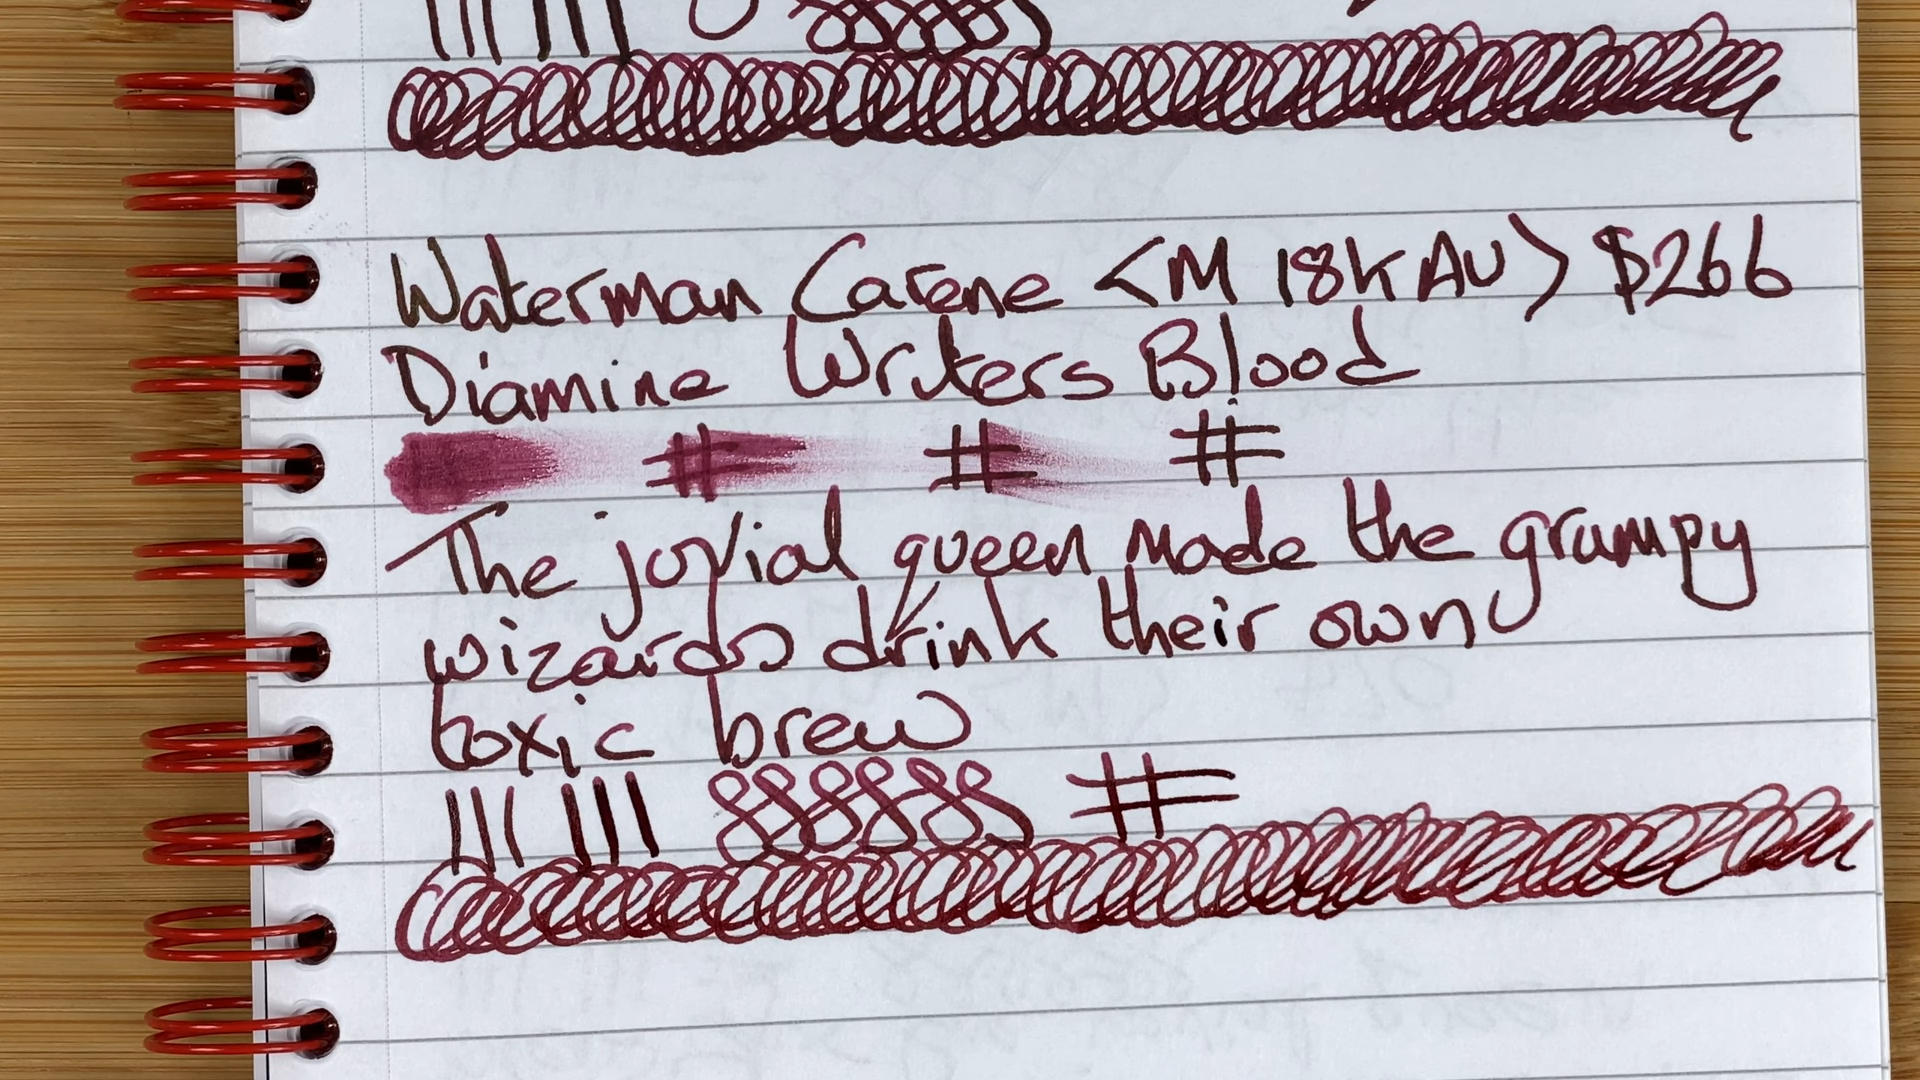 Waterman Carene <M 18K AU> $266
Diamine Writers Blood
# # #
The jovial queen made the grumpy
wizards drink their own
toxic brew
||| ||| 88888 #